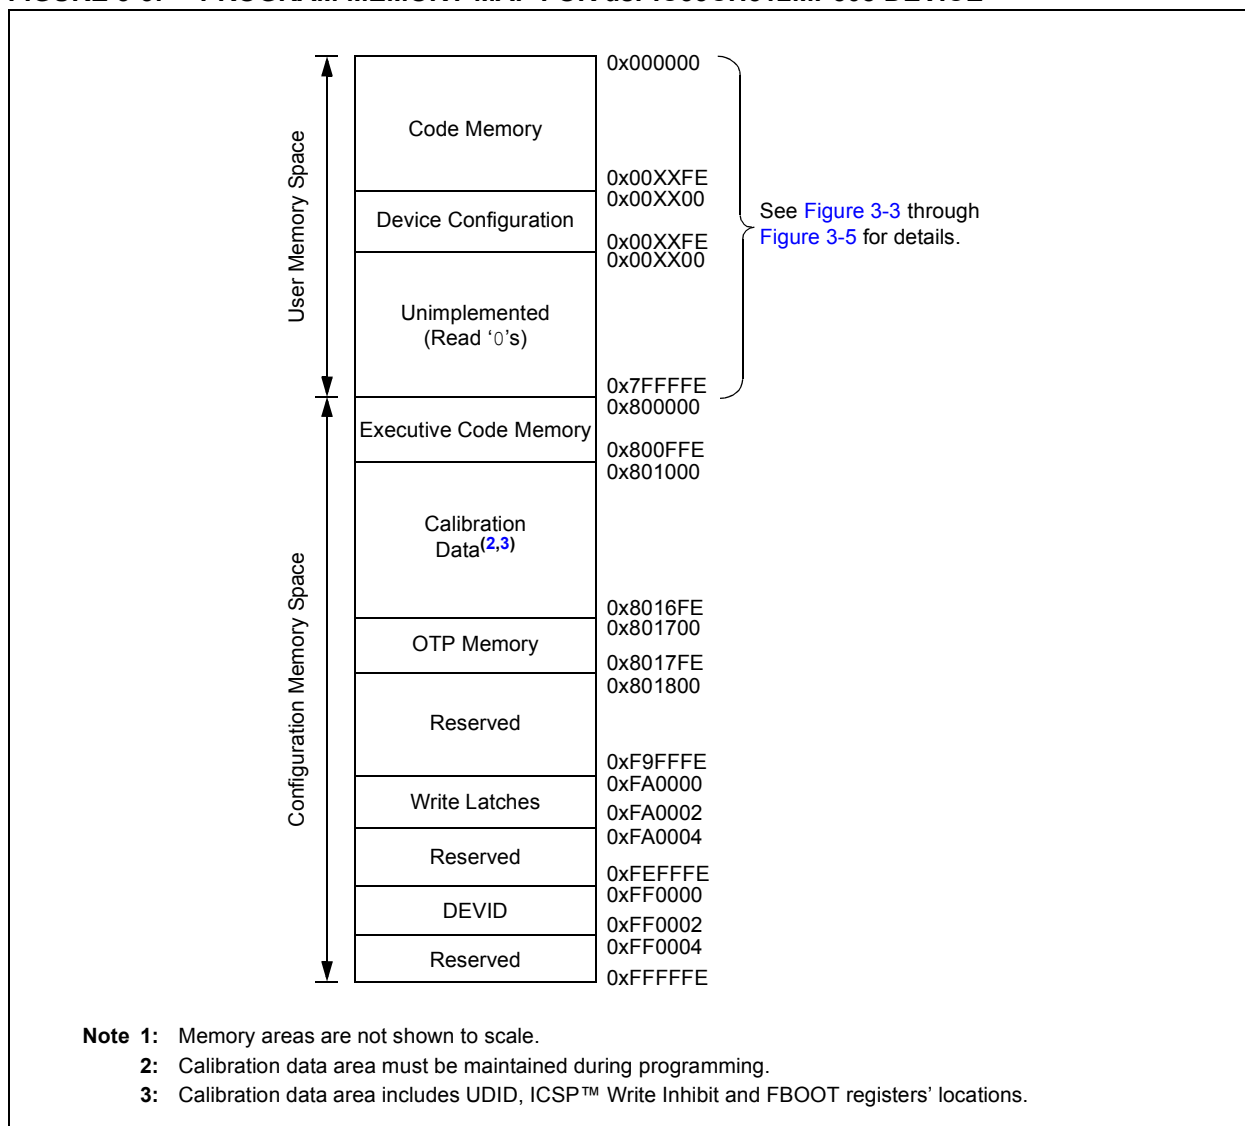 0x000000
Code Memory
0x00XXFE
0x00XX00
Device Configuration
0x00XXFE
0x00XX00
Unimplemented
(Read ‘0’s)
0x7FFFFE
User Memory Space
See Figure 3-3 through
Figure 3-5 for details.
0x800000
Executive Code Memory
0x800FFE
0x801000
Calibration
Data(2,3)
0x8016FE
0x801700
OTP Memory
0x8017FE
0x801800
Reserved
0xF9FFFE
0xFA0000
Write Latches
0xFA0002
0xFA0004
Reserved
0xFEFFFE
0xFF0000
DEVID
0xFF0002
0xFF0004
Reserved
0xFFFFFE
Configuration Memory Space
Note 1: Memory areas are not shown to scale.
2: Calibration data area must be maintained during programming.
3: Calibration data area includes UDID, ICSP™ Write Inhibit and FBOOT registers’ locations.